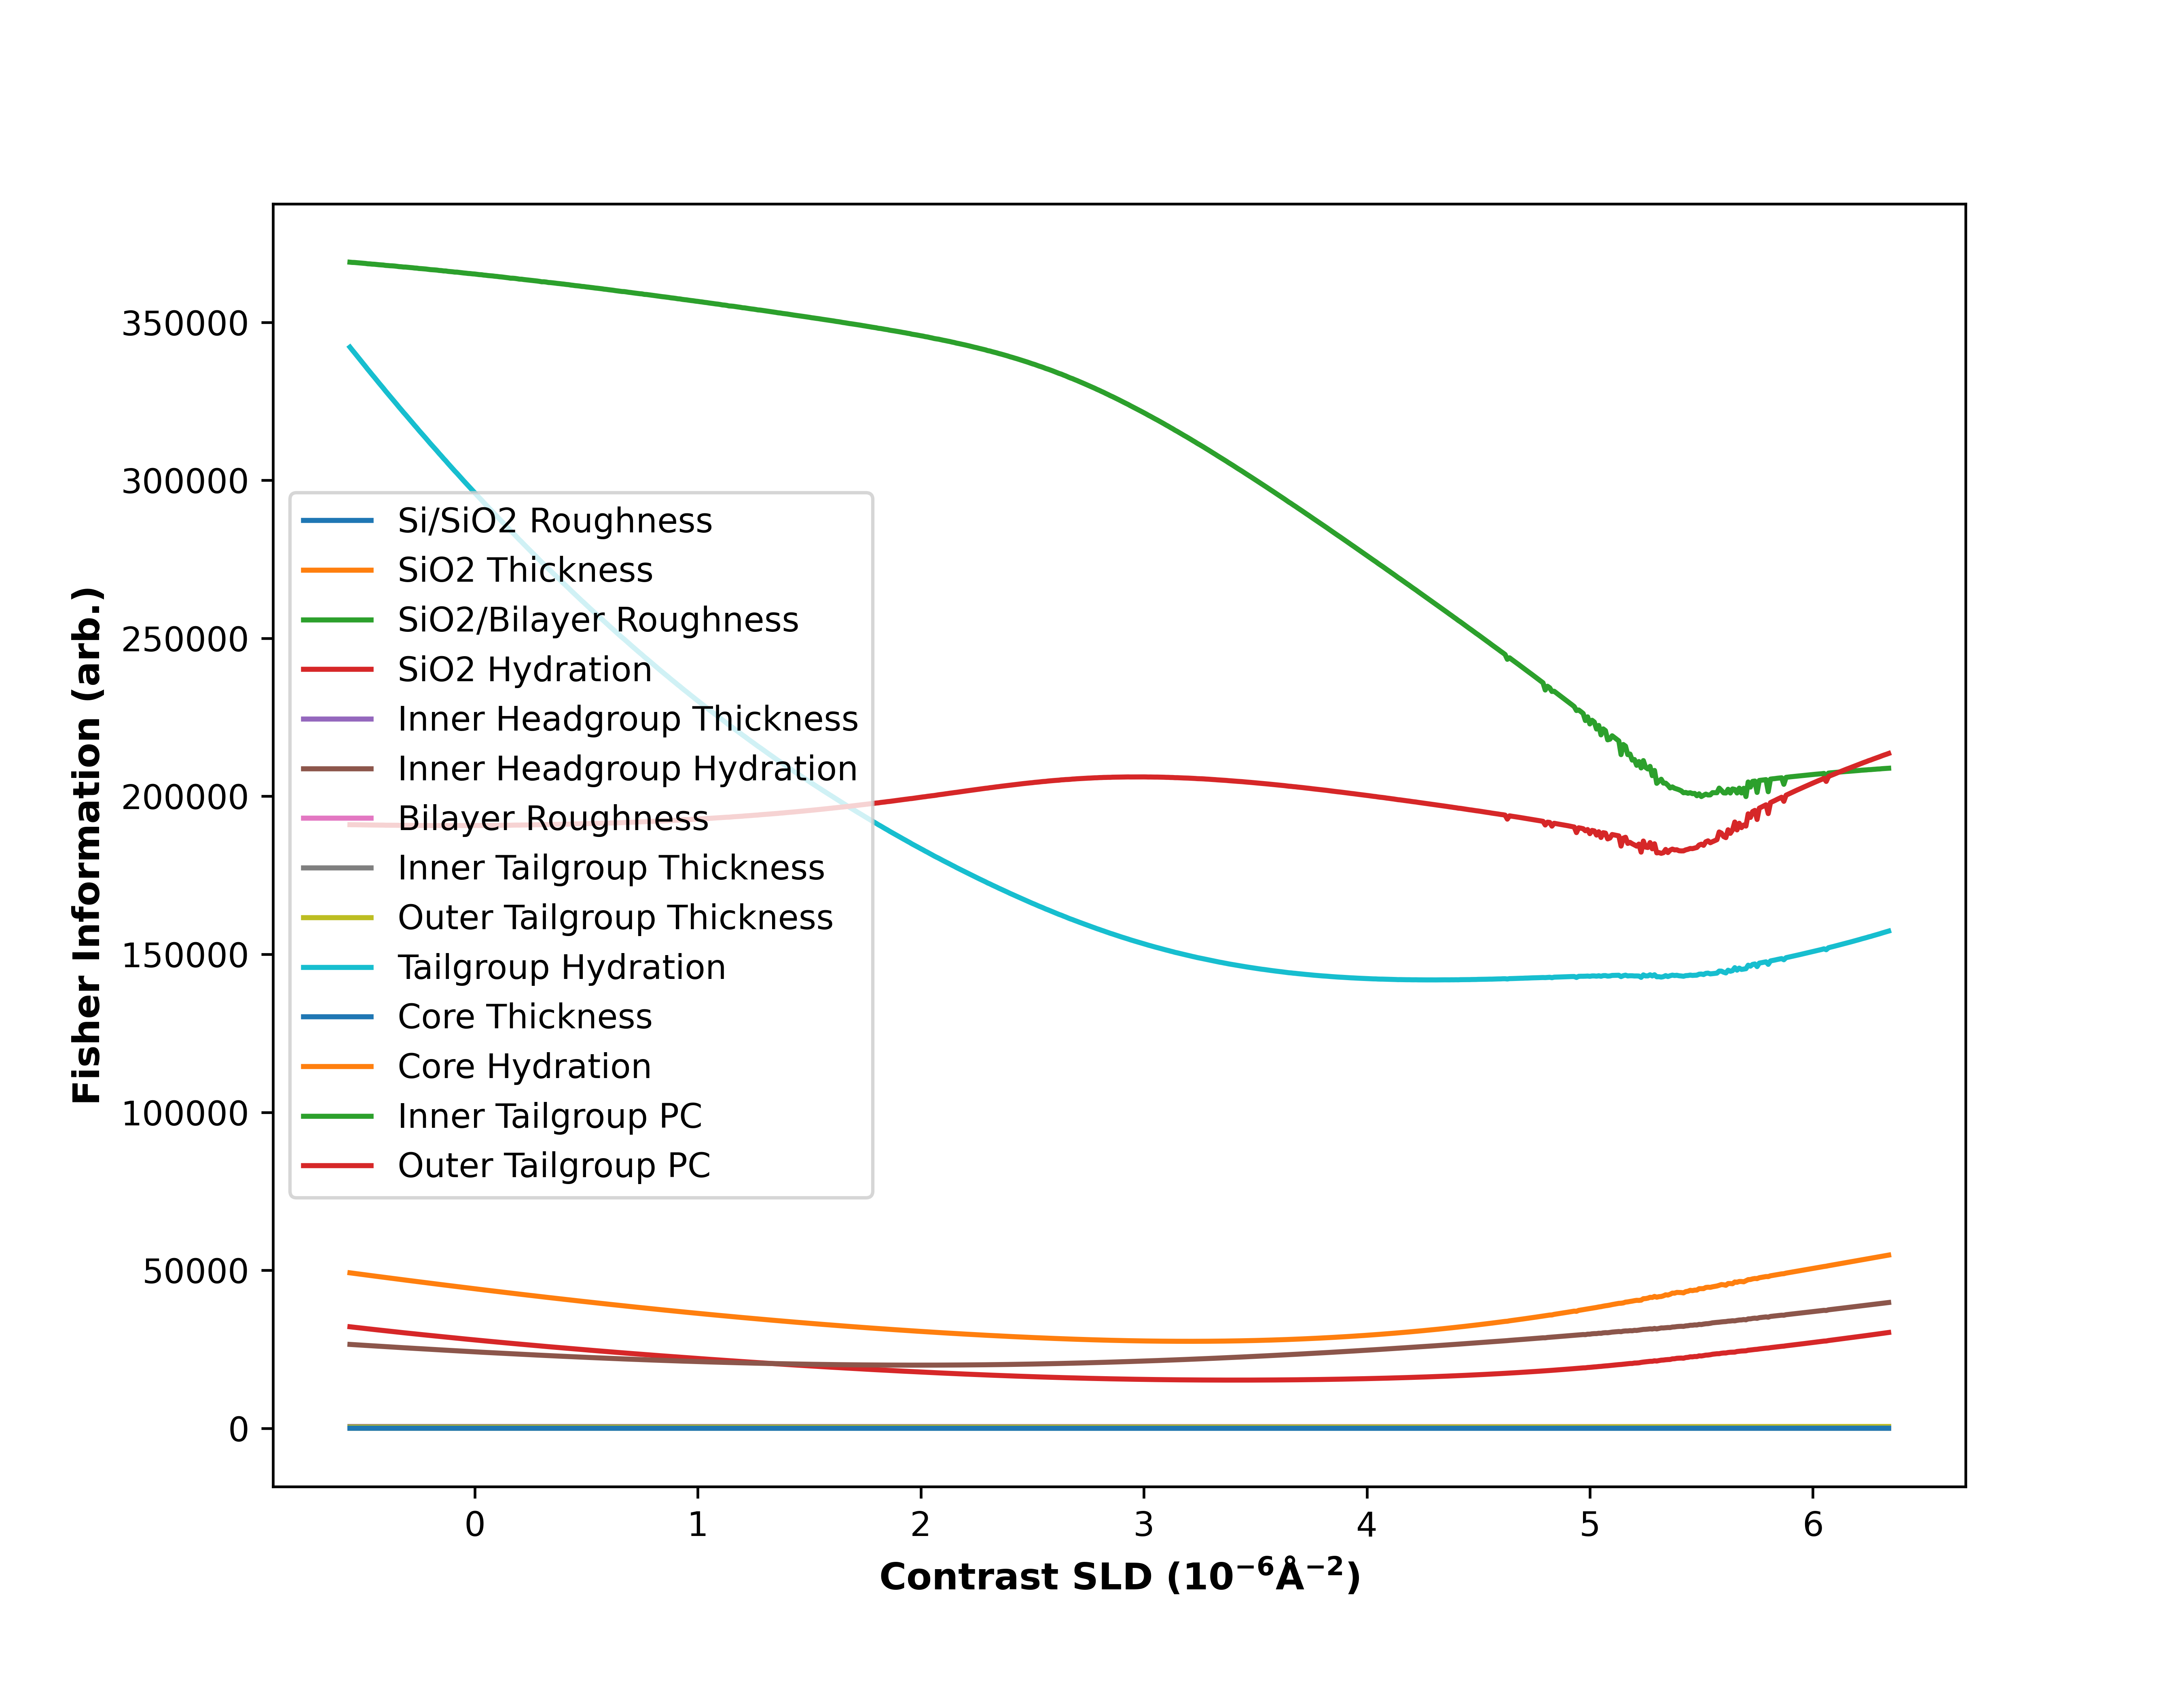 350000
300000
250000
200000
150000
100000
50000
0
Fisher Information (arb.)
Si/SiO2 Roughness
SiO2 Thickness
SiO2/Bilayer Roughness
SiO2 Hydration
Inner Headgroup Thickness
Inner Headgroup Hydration
Bilayer Roughness
Inner Tailgroup Thickness
Outer Tailgroup Thickness
Tailgroup Hydration
Core Thickness
Core Hydration
Inner Tailgroup PC
Outer Tailgroup PC
0 1 2 3 4 5 6
Contrast SLD (10⁻⁶Å⁻²)